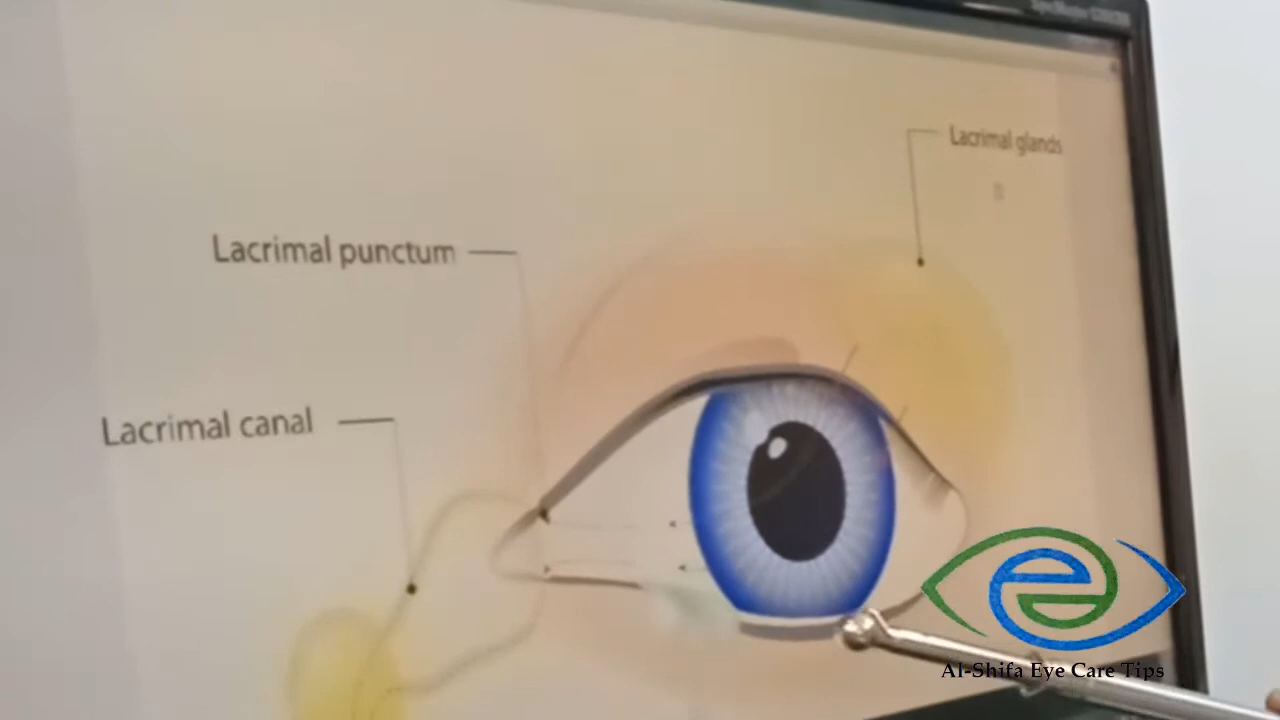 Lacrimal glands
Lacrimal punctum
Lacrimal canal
Al-Shifa Eye Care Tips